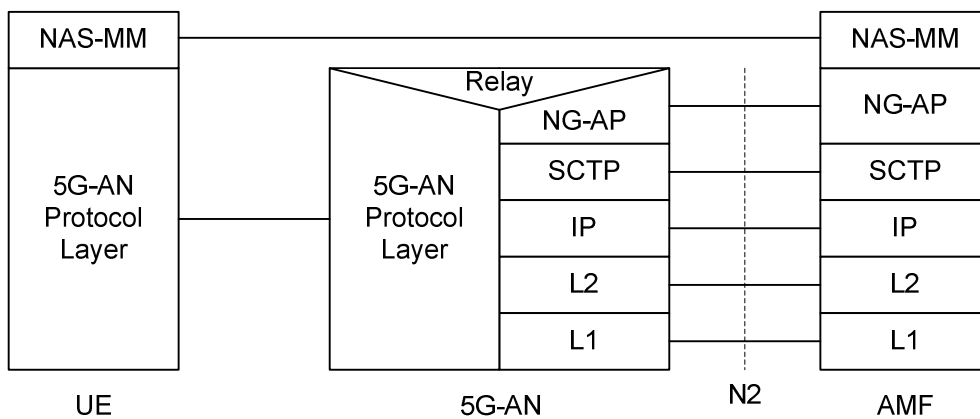 NAS-MM
NAS-MM
Relay
NG-AP
NG-AP
5G-AN
Protocol
Layer
5G-AN
Protocol
Layer
SCTP
SCTP
IP
IP
L2
L2
L1
L1
UE
5G-AN
N2
AMF